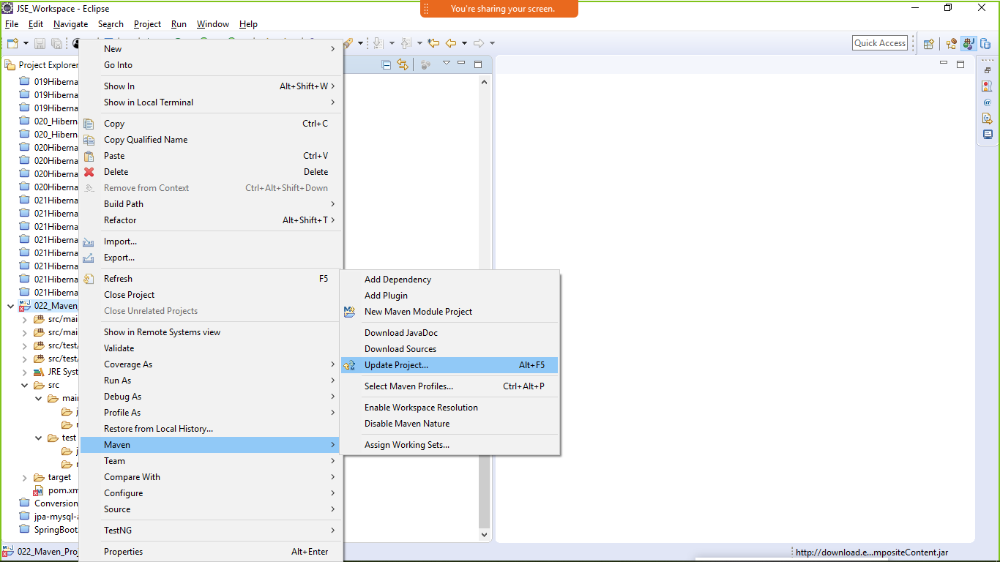 JSE_Workspace - Eclipse
You're sharing your screen.
File Edit Navigate Search Project Run Window Help
Quick Access
Project Explorer
019Hiberna
019Hiberna
019Hiberna
020_Hibern
020_Hibern
020Hiberna
020Hiberna
020Hiberna
020Hiberna
021Hiberna
021Hiberna
021Hiberna
021Hiberna
021Hiberna
021Hiberna
021Hiberna
021Hiberna
022_Maven_
src/mai
src/mai
src/test/
src/test/
JRE Syst
src
main
j
r
test
j
r
target
pom.xm
Conversion
jpa-mysql-a
SpringBoot
New
Go Into
Show In Alt+Shift+W
Show in Local Terminal
Copy Ctrl+C
Copy Qualified Name
Paste Ctrl+V
Delete Delete
Remove from Context Ctrl+Alt+Shift+Down
Build Path
Refactor Alt+Shift+T
Import...
Export...
Refresh F5
Close Project
Close Unrelated Projects
Show in Remote Systems view
Validate
Coverage As
Run As
Debug As
Profile As
Restore from Local History...
Maven
Team
Compare With
Configure
Source
TestNG
Properties Alt+Enter
Add Dependency
Add Plugin
New Maven Module Project
Download JavaDoc
Download Sources
Update Project... Alt+F5
Select Maven Profiles... Ctrl+Alt+P
Enable Workspace Resolution
Disable Maven Nature
Assign Working Sets...
022_Maven_Proj
http://download.e...mpositeContent.jar